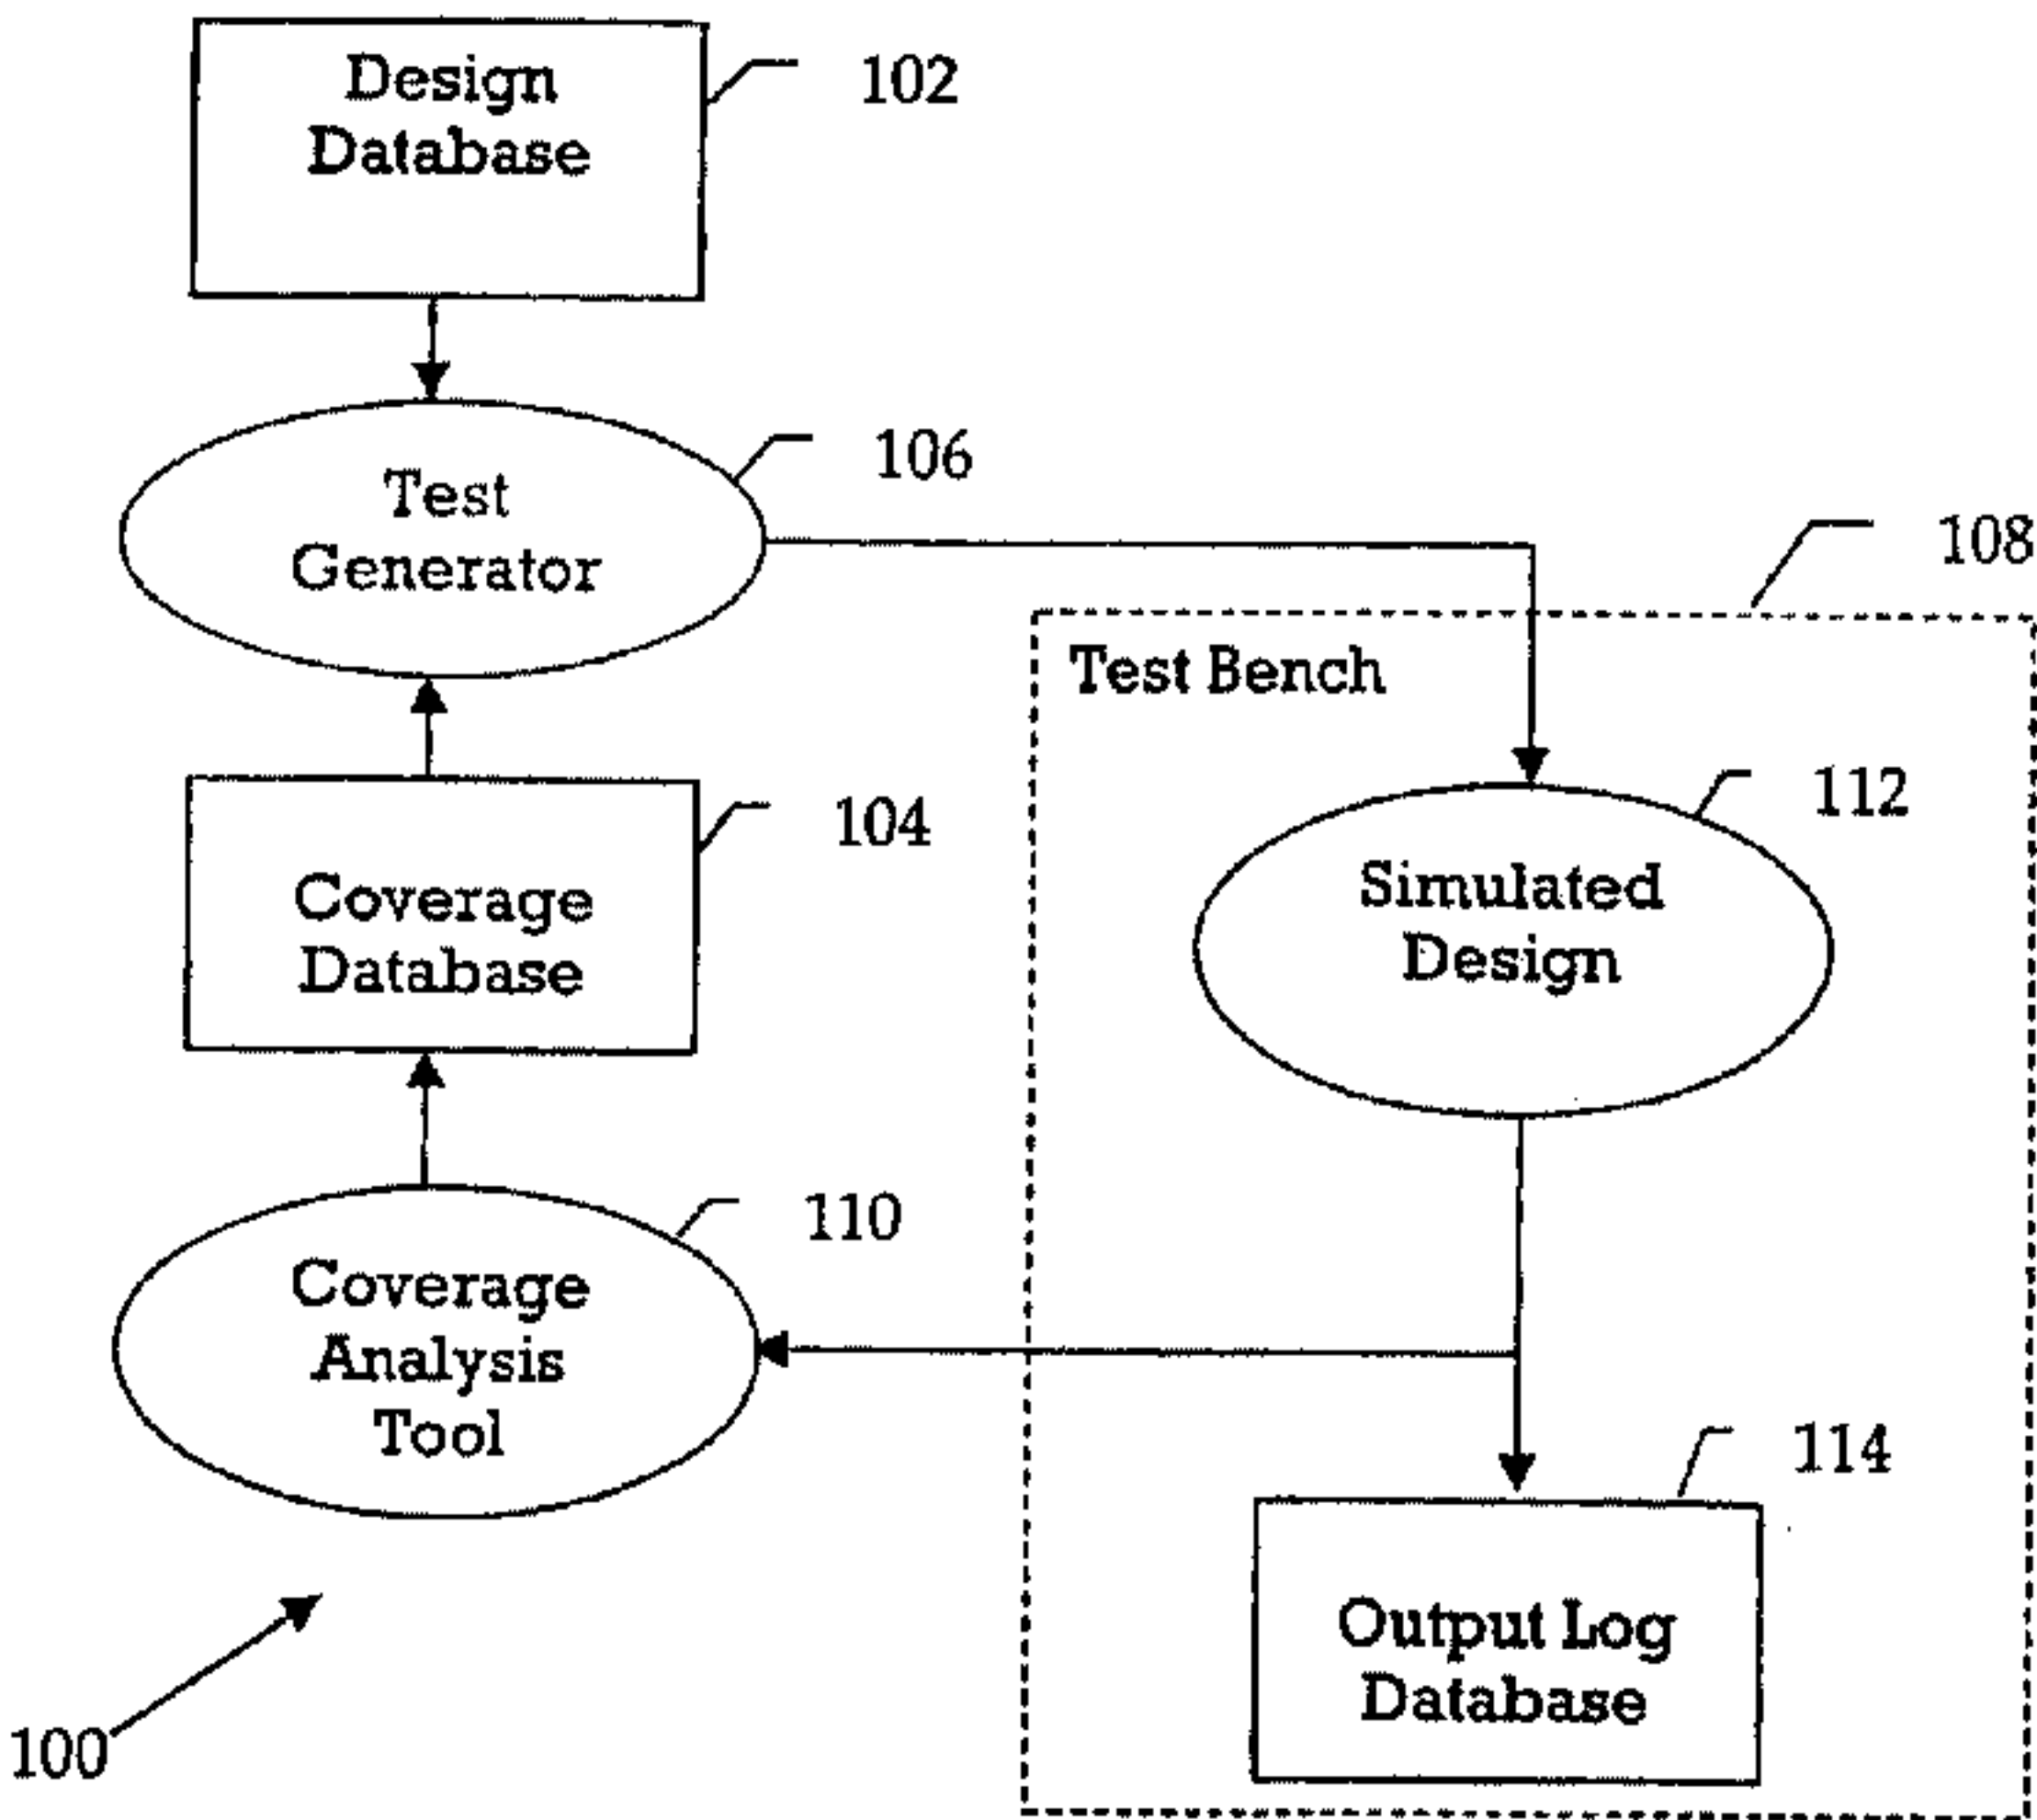 Design
Database
102
Test
Generator
106
108
Test Bench
Coverage
Database
104
Simulated
Design
112
Coverage
Analysis
Tool
110
Output Log
Database
114
100